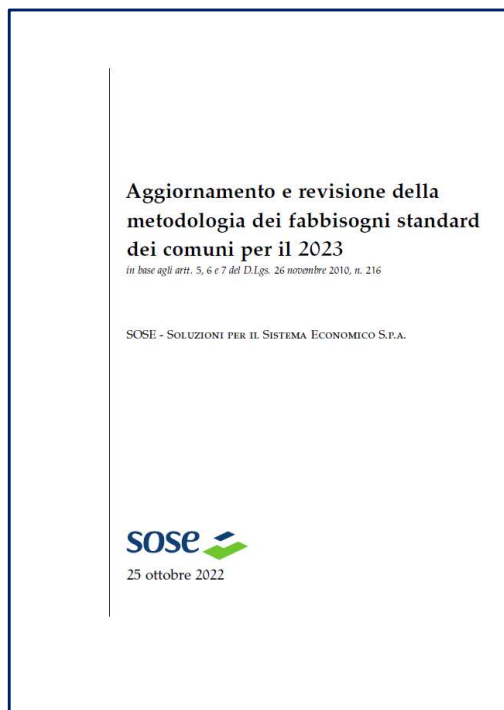 Aggiornamento e revisione della
metodologia dei fabbisogni standard
dei comuni per il 2023
in base agli artt. 5, 6 e 7 del D.Lgs. 26 novembre 2010, n. 216
SOSE - Soluzioni per il Sistema Economico S.p.a.
sose
25 ottobre 2022